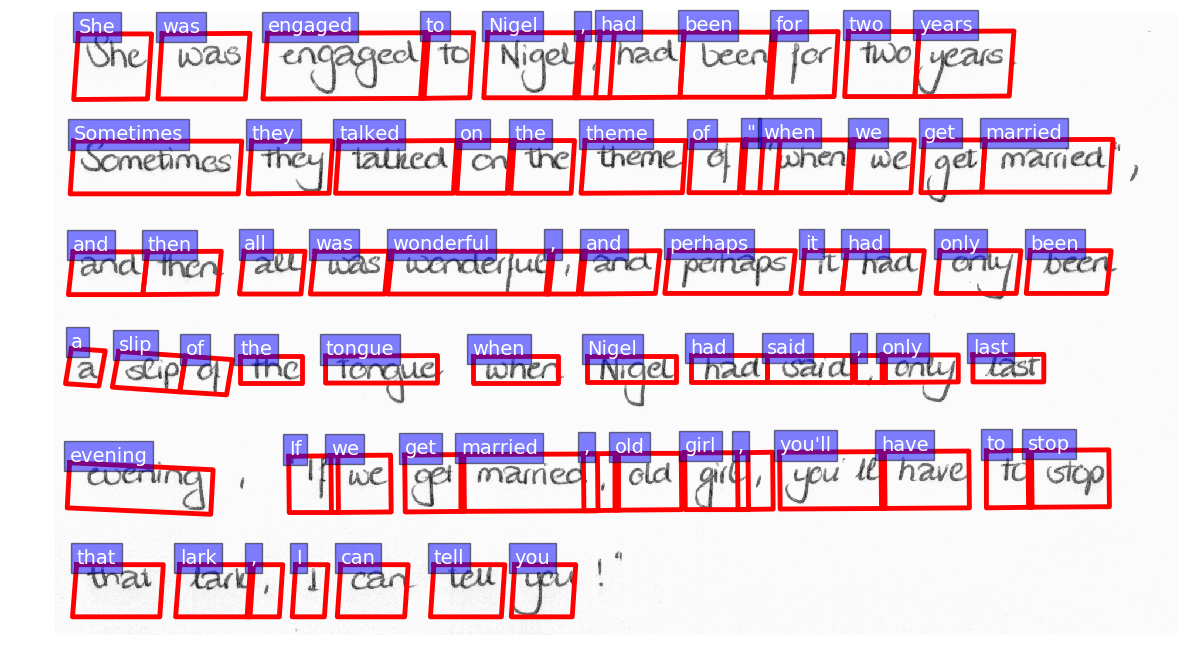 She was engaged to Nigel, had been for two years
Sometimes they talked on the theme of "when we get married",
and then all was wonderful, and perhaps it had only been
a slip of the tongue when Nigel had said, only last
evening, "If we get married, old girl, you'll have to stop
that lark, I can tell you!"